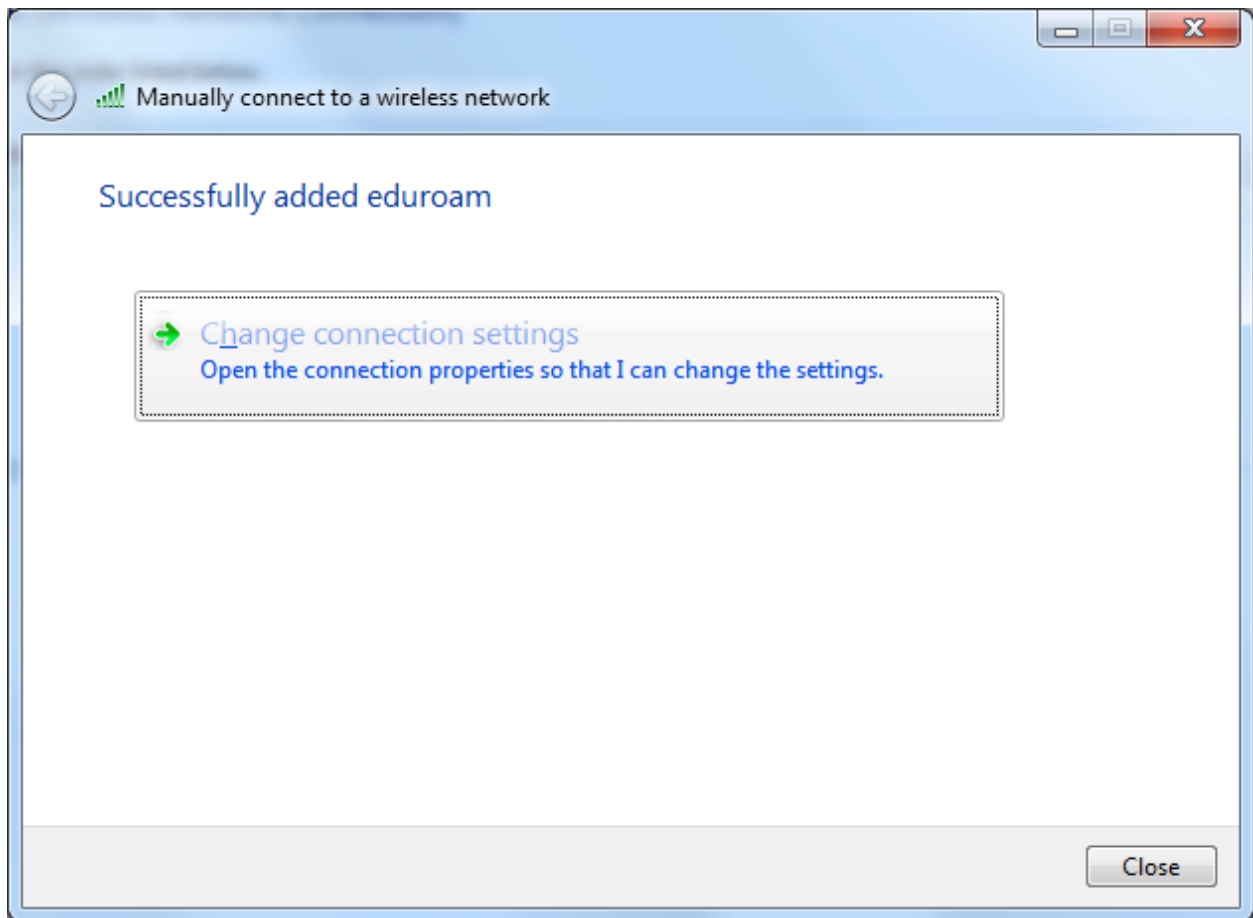 Manually connect to a wireless network
Successfully added eduroam
Change connection settings
Open the connection properties so that I can change the settings.
Close